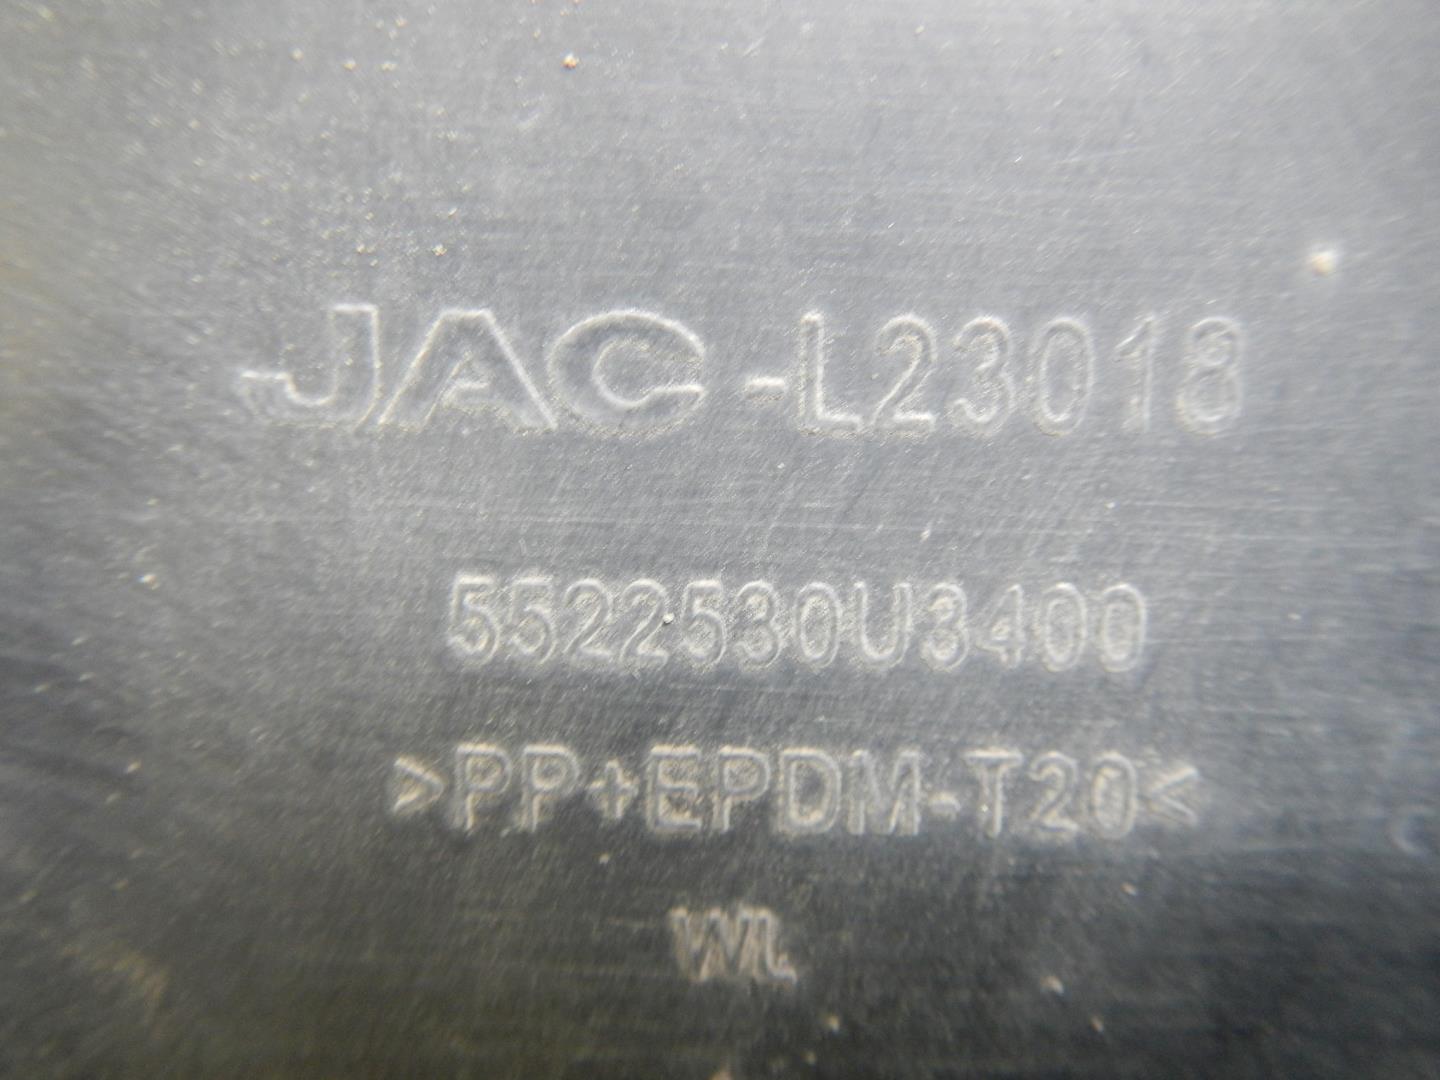 JAC-L23018
5522530U3400
>PP+EPDM-T20<
WL